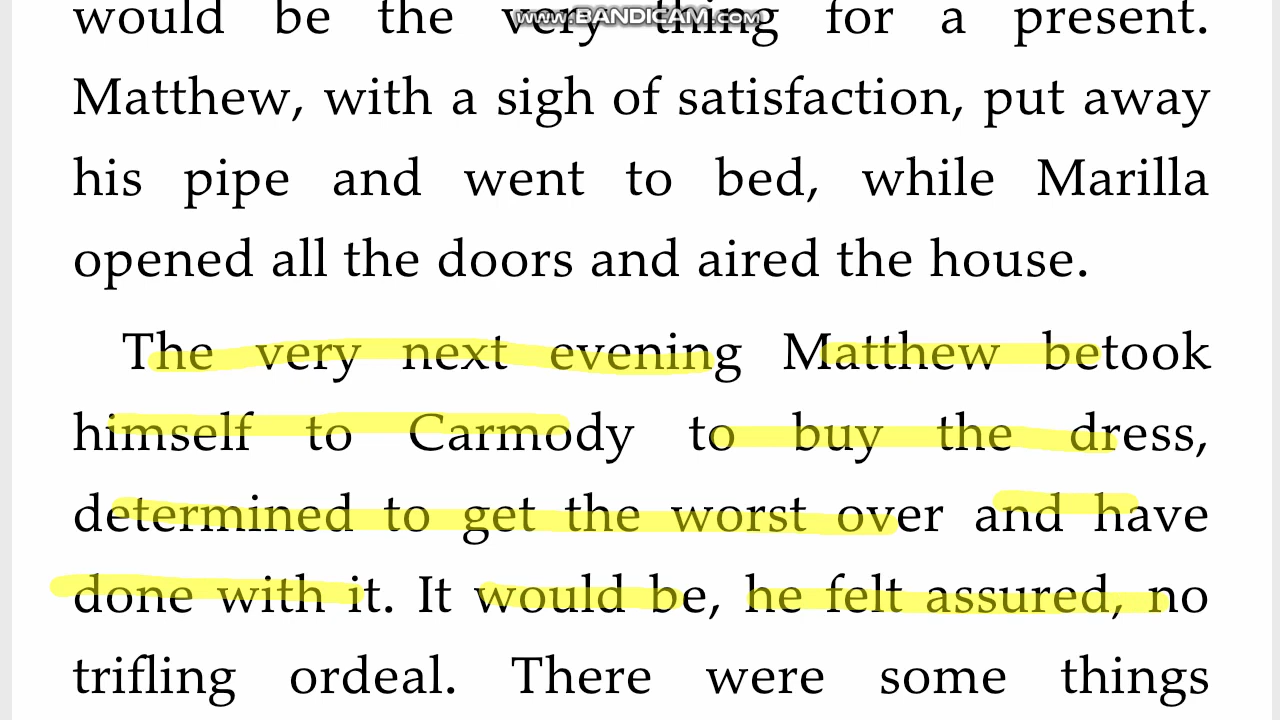 www.BANDICAM.com
would be the very thing for a present.
Matthew, with a sigh of satisfaction, put away
his pipe and went to bed, while Marilla
opened all the doors and aired the house.
The very next evening Matthew betook
himself to Carmody to buy the dress,
determined to get the worst over and have
done with it. It would be, he felt assured, no
trifling ordeal. There were some things